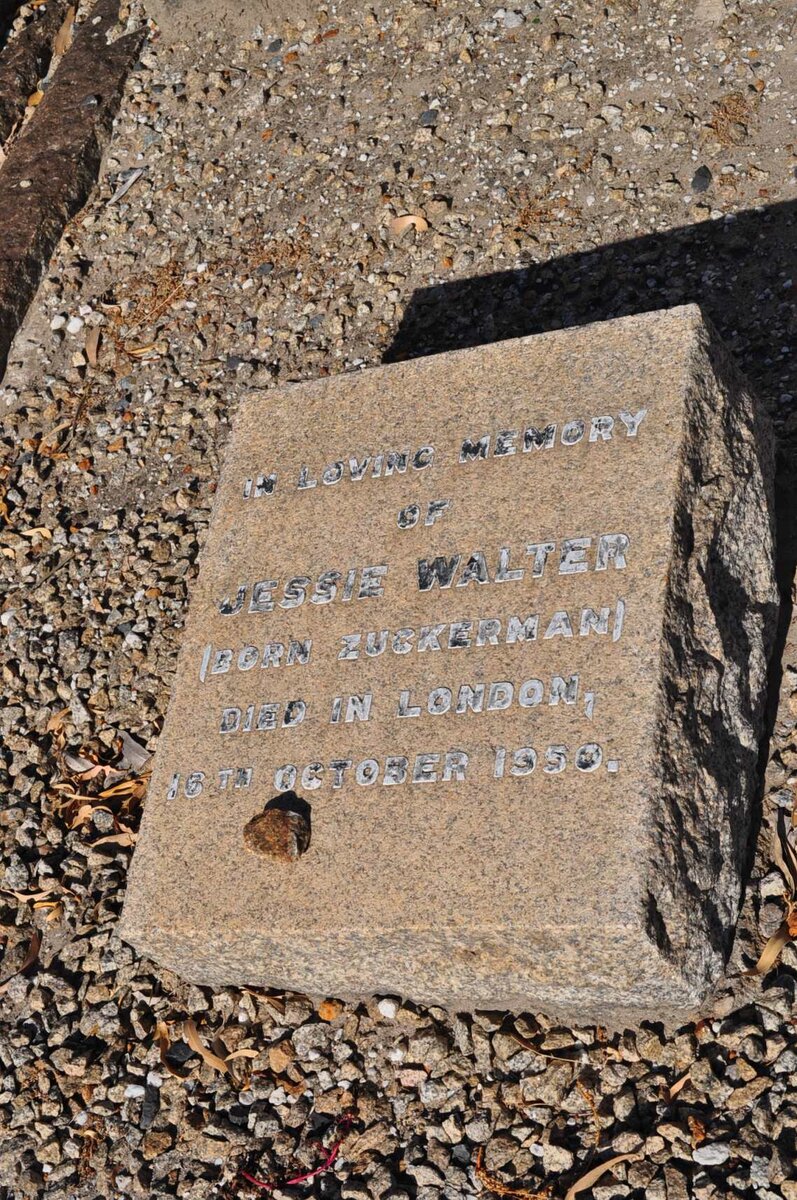 IN LOVING MEMORY
OF
JESSIE WALTER
(BORN ZUCKERMAN)
DIED IN LONDON,
16TH OCTOBER 1950.